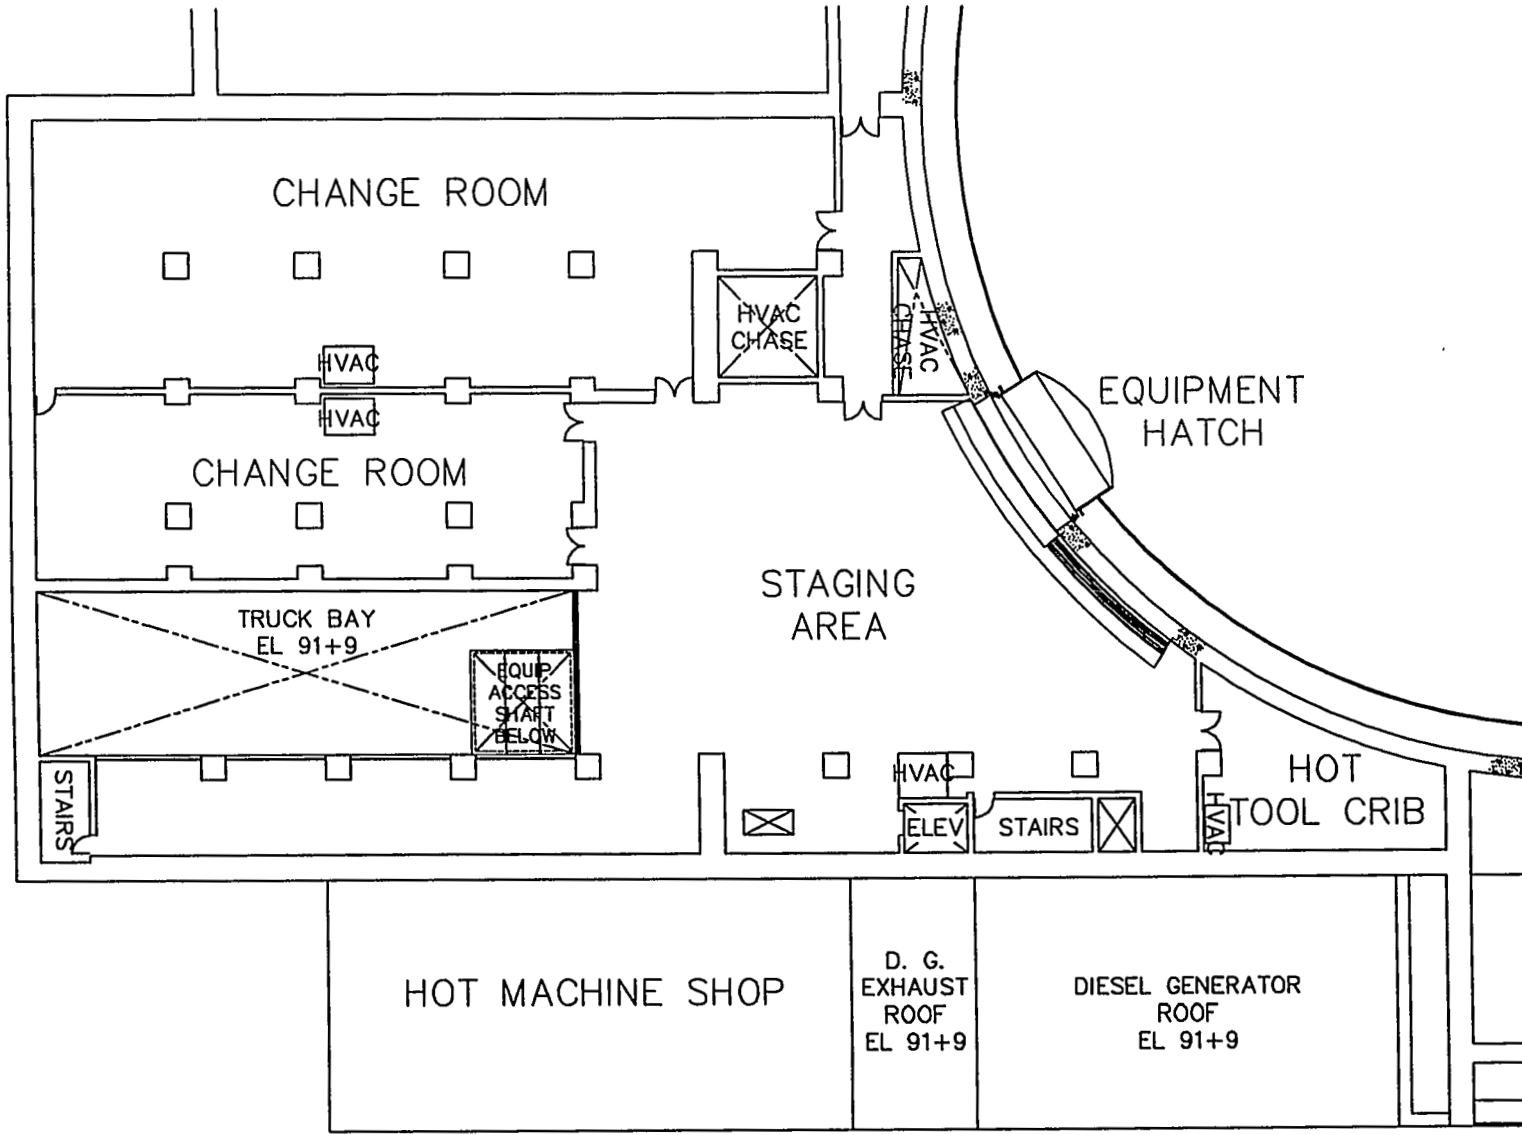 CHANGE ROOM
HVAC
CHASE
HVAC
CHASE
HVAC
HVAC
EQUIPMENT
HATCH
CHANGE ROOM
STAGING
AREA
TRUCK BAY
EL 91+9
EQUIP.
ACCESS
SHAFT
BELOW
STAIRS
HVAC
ELEV
STAIRS
HVAC
HOT
TOOL CRIB
HOT MACHINE SHOP
D. G.
EXHAUST
ROOF
EL 91+9
DIESEL GENERATOR
ROOF
EL 91+9